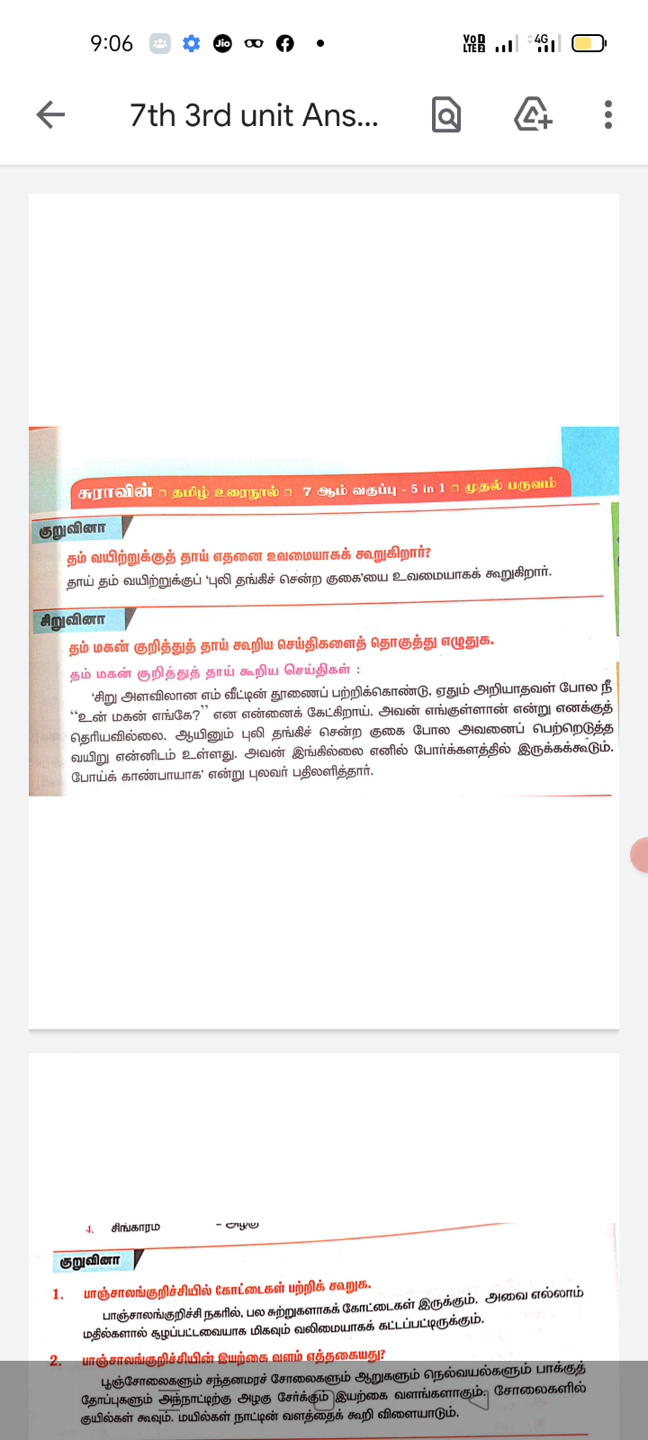 9:06
Jio
Vo LTE 4G
7th 3rd unit Ans...
சுராவின் □ தமிழ் உரைநூல் □ 7 ஆம் வகுப்பு - 5 in 1 □ முதல் பருவம்
குறுவினா
தம் வயிற்றுக்குத் தாய் எதனை உவமையாகக் கூறுகிறார்?
தாய் தம் வயிற்றுக்குப் ‘புலி தங்கிச் சென்ற குகை’யை உவமையாகக் கூறுகிறார்.
சிறுவினா
தம் மகன் குறித்துத் தாய் கூறிய செய்திகளைத் தொகுத்து எழுதுக.
தம் மகன் குறித்துத் தாய் கூறிய செய்திகள் :
‘சிறு அளவிலான எம் வீட்டின் தூணைப் பற்றிக்கொண்டு, ஏதும் அறியாதவள் போல நீ
“உன் மகன் எங்கே?” என என்னைக் கேட்கிறாய். அவன் எங்குள்ளான் என்று எனக்குத்
தெரியவில்லை. ஆயினும் புலி தங்கிச் சென்ற குகை போல அவனைப் பெற்றெடுத்த
வயிறு என்னிடம் உள்ளது. அவன் இங்கில்லை எனில் போர்க்களத்தில் இருக்கக்கூடும்.
போய்க் காண்பாயாக’ என்று புலவர் பதிலளித்தார்.
4. சிங்காரம் - அழகு
குறுவினா
1. பாஞ்சாலங்குறிச்சியில் கோட்டைகள் பற்றிக் கூறுக.
பாஞ்சாலங்குறிச்சி நகரில், பல சுற்றுகளாகக் கோட்டைகள் இருக்கும். அவை எல்லாம்
மதில்களால் சூழப்பட்டவையாக மிகவும் வலிமையாகக் கட்டப்பட்டிருக்கும்.
2. பாஞ்சாலங்குறிச்சியின் இயற்கை வளம் எத்தகையது?
பூஞ்சோலைகளும் சந்தனமரச் சோலைகளும் ஆறுகளும் நெல்வயல்களும் பாக்குத்
தோப்புகளும் அந்நாட்டிற்கு அழகு சேர்க்கும் இயற்கை வளங்களாகும். சோலைகளில்
குயில்கள் கூவும். மயில்கள் நாட்டின் வளத்தைக் கூறி விளையாடும்.